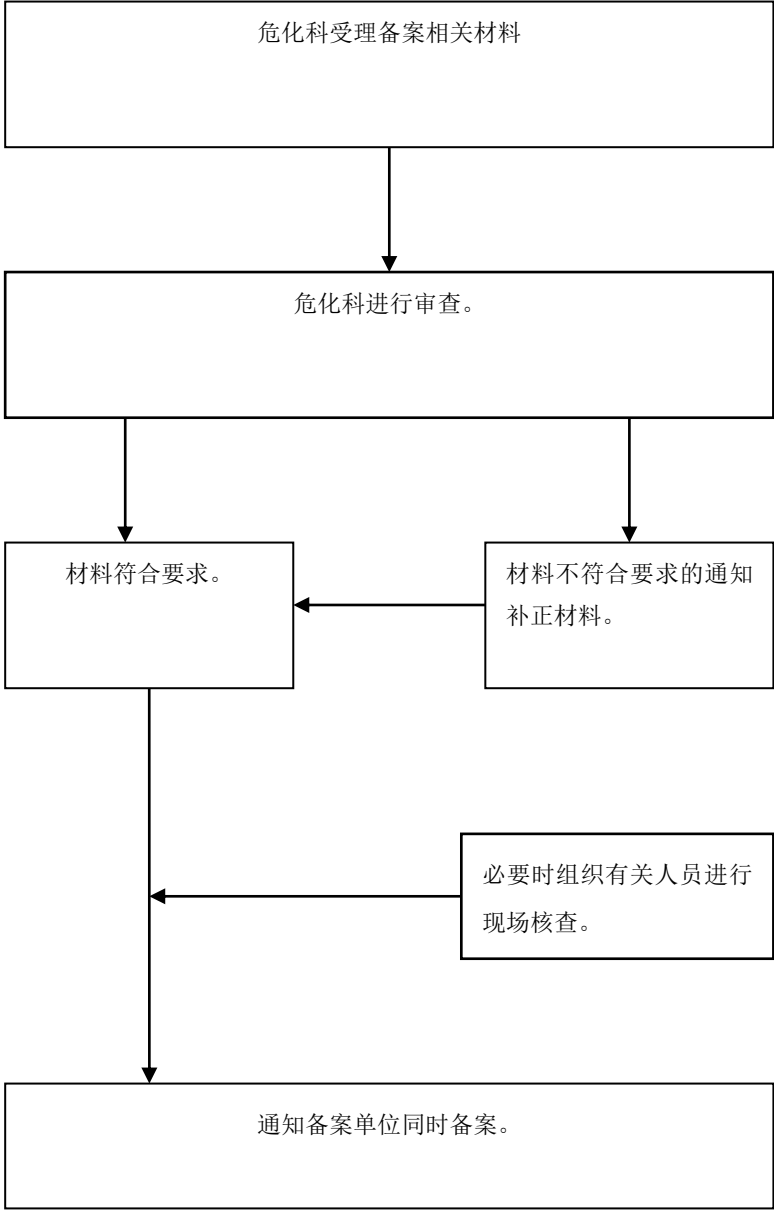 危化科受理备案相关材料
危化科进行审查。
材料符合要求。
材料不符合要求的通知
补正材料。
必要时组织有关人员进行
现场核查。
通知备案单位同时备案。